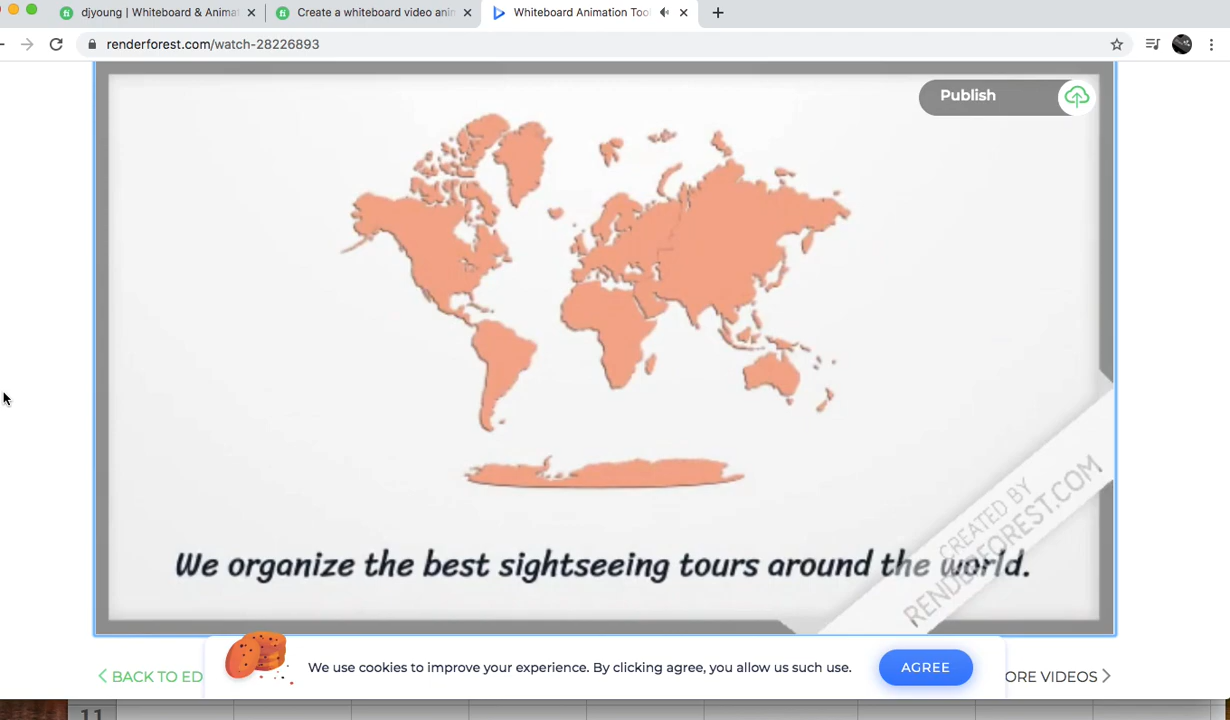 djyoung | Whiteboard & Anima
Create a whiteboard video ani
Whiteboard Animation Too
renderforest.com/watch-28226893
Publish
We organize the best sightseeing tours around the world.
CREATED BY
RENDERFOREST.COM
We use cookies to improve your experience. By clicking agree, you allow us such use.
AGREE
BACK TO ED
ORE VIDEOS
11